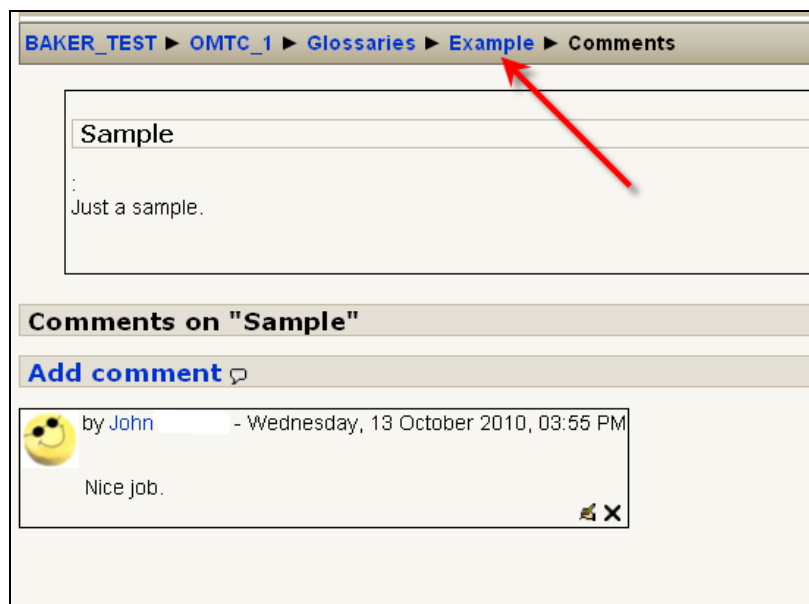 BAKER_TEST ► OMTC_1 ► Glossaries ► Example ► Comments
Sample
:
Just a sample.
Comments on "Sample"
Add comment
by John - Wednesday, 13 October 2010, 03:55 PM
Nice job.